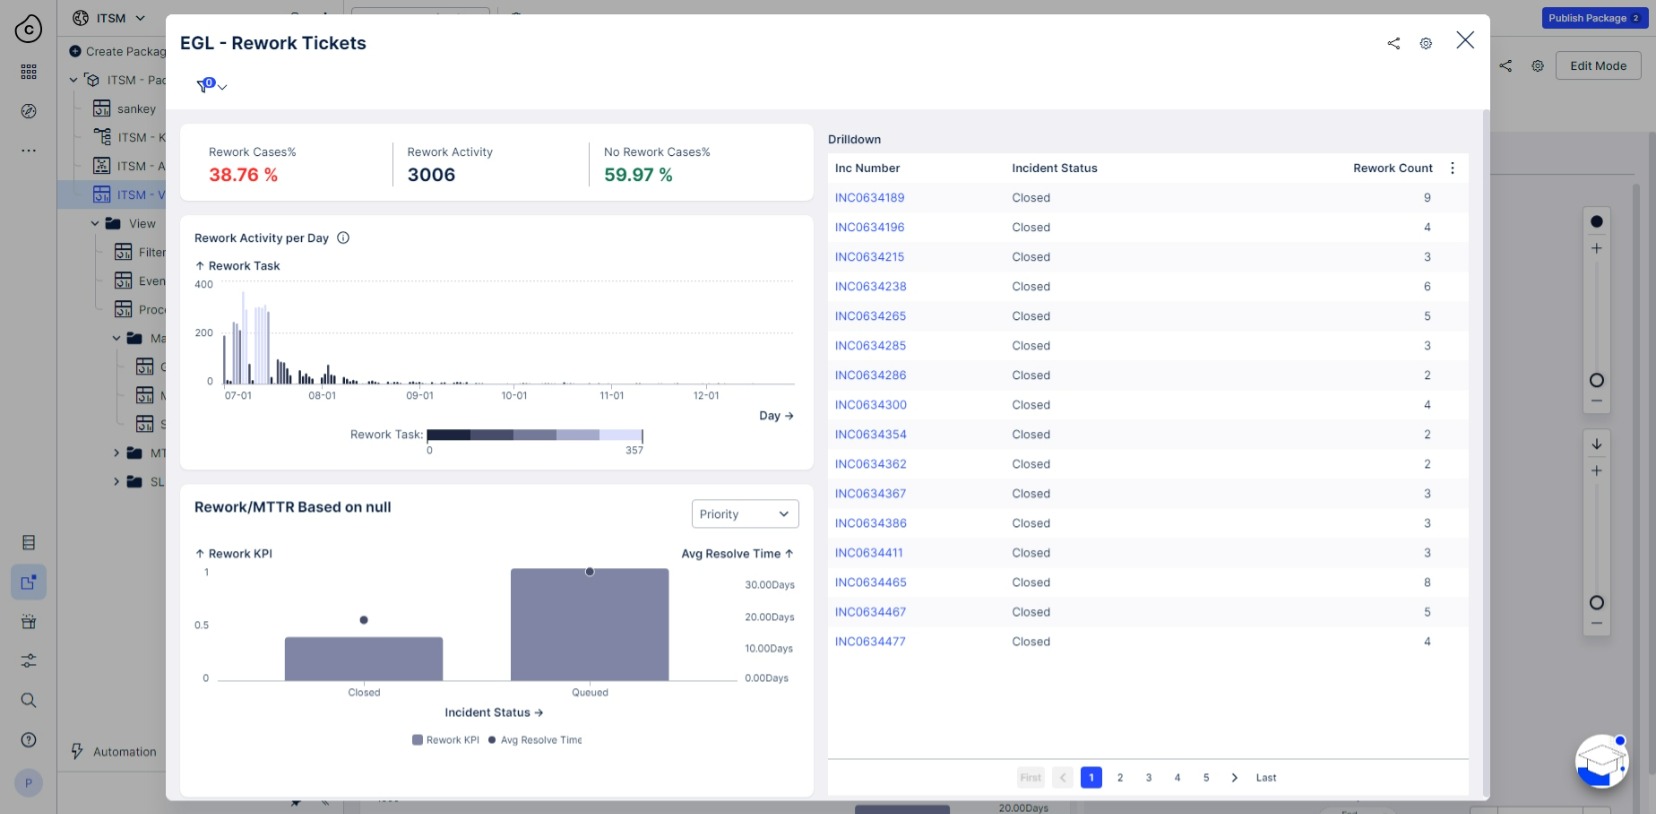 ITSM
Publish Package 2
EGL - Rework Tickets
Create Packag
Edit Mode
ITSM - Pac
0
sankey
ITSM - K
ITSM - A
ITSM - V
View
Filter
Even
Proce
Ma
G
M
S
MT
SL
Automation
P
Rework Cases%
38.76 %
Rework Activity
3006
No Rework Cases%
59.97 %
Rework Activity per Day
↑ Rework Task
400
200
0
07-01 08-01 09-01 10-01 11-01 12-01
Day →
Rework Task:
0 357
Rework/MTTR Based on null
Priority
↑ Rework KPI
Avg Resolve Time ↑
1
0.5
0
30.00Days
20.00Days
10.00Days
0.00Days
Closed Queued
Incident Status →
Rework KPI Avg Resolve Time
Drilldown
Inc Number Incident Status Rework Count
INC0634189 Closed 9
INC0634196 Closed 4
INC0634215 Closed 3
INC0634238 Closed 6
INC0634265 Closed 5
INC0634285 Closed 3
INC0634286 Closed 2
INC0634300 Closed 4
INC0634354 Closed 2
INC0634362 Closed 2
INC0634367 Closed 3
INC0634386 Closed 3
INC0634411 Closed 3
INC0634465 Closed 8
INC0634467 Closed 5
INC0634477 Closed 4
First < 1 2 3 4 5 > Last
20.00Days